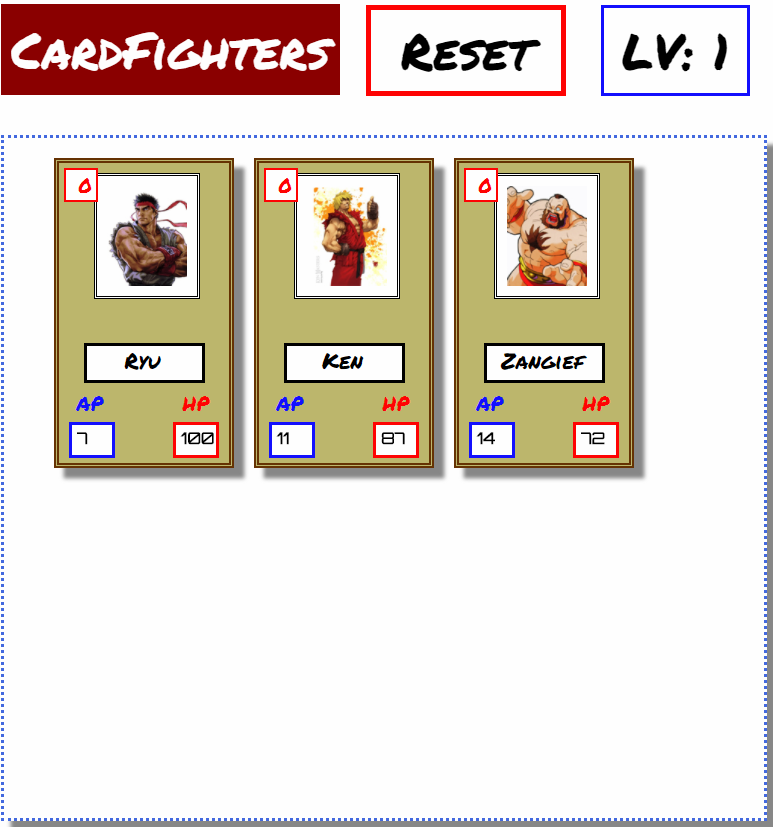 CardFighters Reset LV: 1
0 0 0
Ryu Ken Zangief
AP HP AP HP AP HP
7 100 11 87 14 72